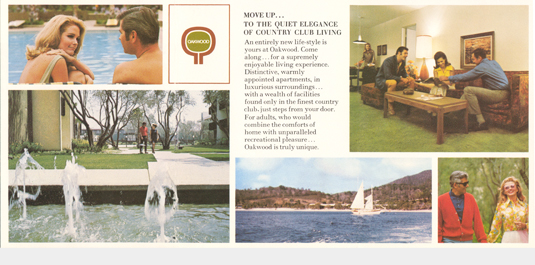 OAKWOOD
MOVE UP...
TO THE QUIET ELEGANCE
OF COUNTRY CLUB LIVING
An entirely new life-style is
yours at Oakwood. Come
along...for a supremely
enjoyable living experience.
Distinctive, warmly
appointed apartments, in
luxurious surroundings...
with a wealth of facilities
found only in the finest country
club, just steps from your door.
For adults, who would
combine the comforts of
home with unparalleled
recreational pleasure...
Oakwood is truly unique.